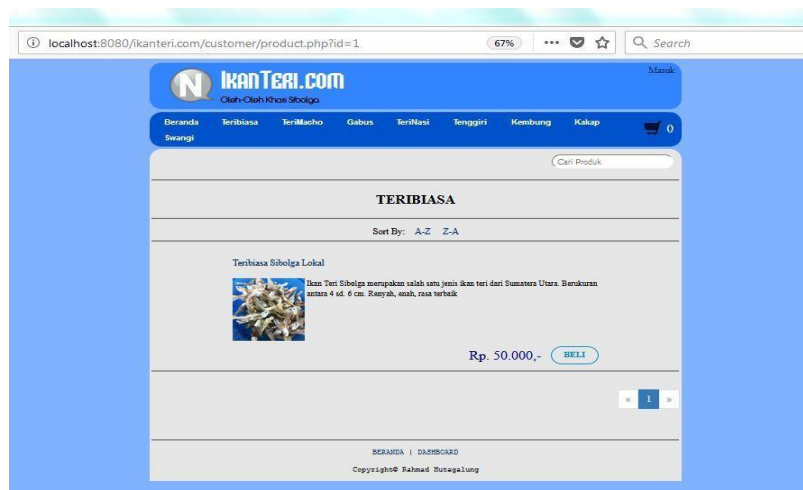 localhost:8080/ikanteri.com/customer/product.php?id=1 67% ... Search
N IKANTERI.COM Masuk
Oleh-Oleh Khas Sibolga
Beranda Teribiasa TeriMacho Gabus TeriNasi Tenggiri Kembung Kakap 0
Swangi
Cari Produk
TERIBIASA
Sort By: A-Z Z-A
Teribiasa Sibolga Lokal
Ikan Teri Sibolga merupakan salah satu jenis ikan teri dari Sumatera Utara. Berukuran
antara 4 sd. 6 cm. Renyah, enah, rasa terbaik
Rp. 50.000,- BELI
« 1 »
BERANDA | DASHBOARD
Copyright© Rahmad Hutagalung